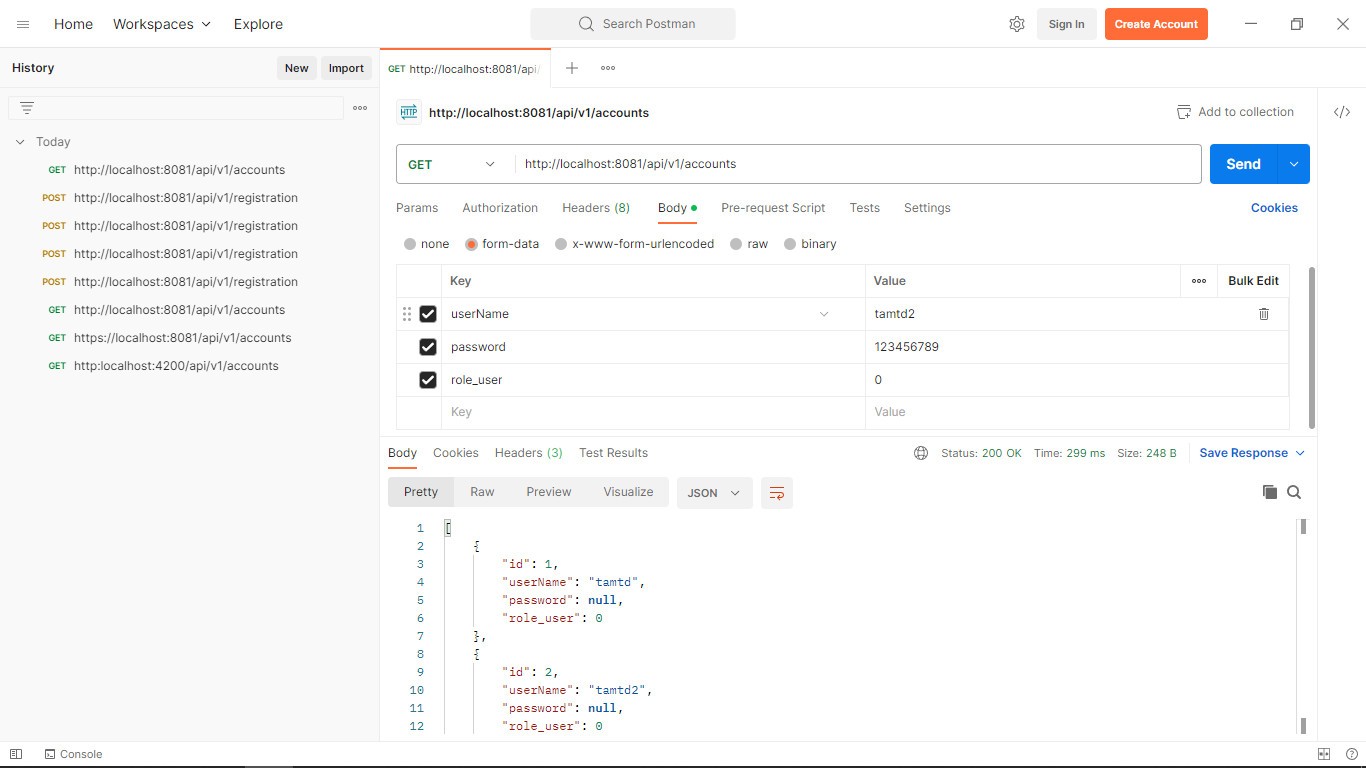 Home Workspaces Explore Search Postman Sign In Create Account
History New Import
GET http://localhost:8081/api/
http://localhost:8081/api/v1/accounts Add to collection
Today
GET http://localhost:8081/api/v1/accounts
POST http://localhost:8081/api/v1/registration
POST http://localhost:8081/api/v1/registration
POST http://localhost:8081/api/v1/registration
POST http://localhost:8081/api/v1/registration
GET http://localhost:8081/api/v1/accounts
GET https://localhost:8081/api/v1/accounts
GET http:localhost:4200/api/v1/accounts
GET http://localhost:8081/api/v1/accounts Send
Params Authorization Headers (8) Body Pre-request Script Tests Settings Cookies
none form-data x-www-form-urlencoded raw binary
Key Value Bulk Edit
userName tamtd2
password 123456789
role_user 0
Key Value
Body Cookies Headers (3) Test Results Status: 200 OK Time: 299 ms Size: 248 B Save Response
Pretty Raw Preview Visualize JSON
1 [
2 {
3 "id": 1,
4 "userName": "tamtd",
5 "password": null,
6 "role_user": 0
7 },
8 {
9 "id": 2,
10 "userName": "tamtd2",
11 "password": null,
12 "role_user": 0
Console